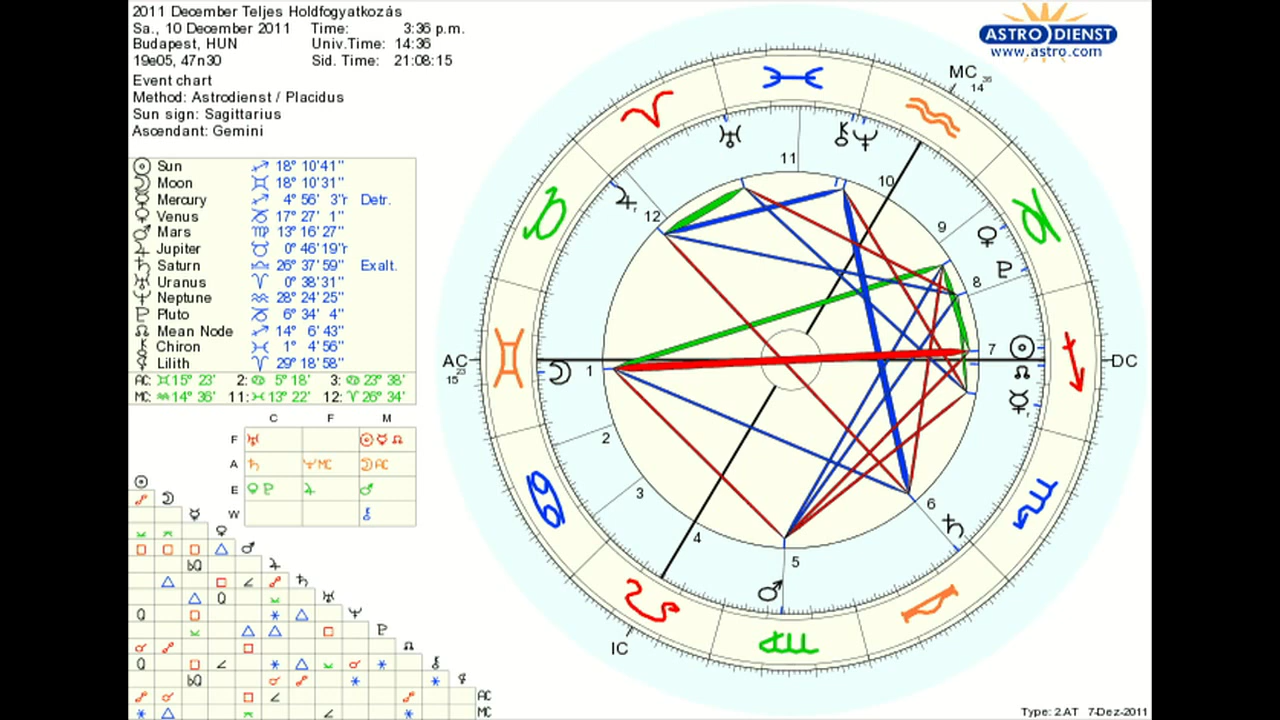 2011 December Teljes Holdfogyatkozás
Sa., 10 December 2011 Time: 3:36 p.m.
Budapest, HUN Univ.Time: 14:36
19e05, 47n30 Sid. Time: 21:08:15
Event chart
Method: Astrodienst / Placidus
Sun sign: Sagittarius
Ascendant: Gemini
ASTRO DIENST
www.astro.com
☉ Sun ♐ 18° 10'41"
☽ Moon ♊ 18° 10'31"
☿ Mercury ♐ 4° 56' 3"r Detr.
♀ Venus ♑ 17° 27' 1"
♂ Mars ♍ 13° 16'27"
♃ Jupiter ♉ 0° 46'19"r
♄ Saturn ♎ 26° 37'59" Exalt.
♅ Uranus ♈ 0° 38'31"
♆ Neptune ♒ 28° 24'25"
♇ Pluto ♑ 6° 34' 4"
☊ Mean Node ♐ 14° 6'43"
⚷ Chiron ♓ 1° 4'56"
⚸ Lilith ♈ 29° 18'58"
AC: ♊ 15° 23' 2: ♋ 5° 18' 3: ♋ 23° 38'
MC: ♒ 14° 36' 11: ♓ 13° 22' 12: ♈ 26° 34'
C F M
F
A MC AC
E
W
bQ
Q
Q
Q
bQ
AC
MC
MC 14 36
AC 15 23
DC
IC
1
2
3
4
5
6
7
8
9
10
11
12
Type: 2.AT 7-Dez-2011